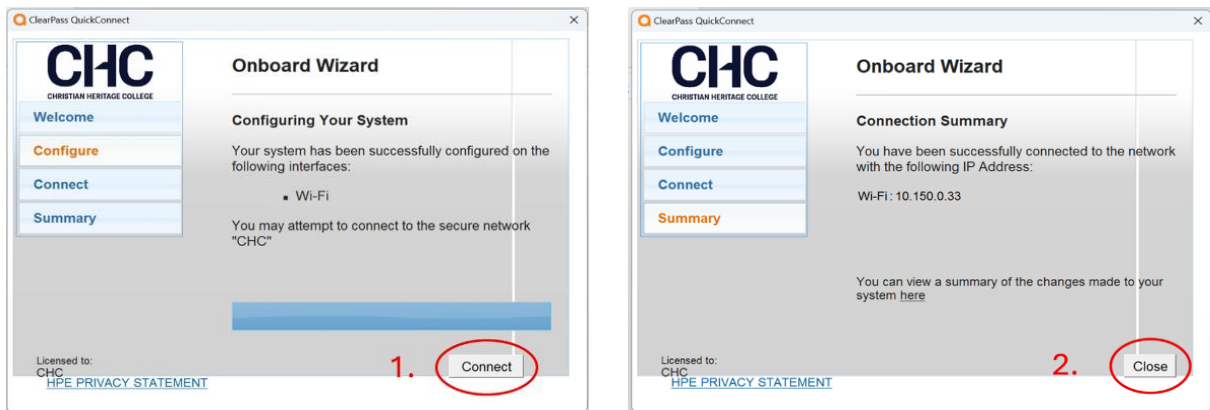 ClearPass QuickConnect
CHC
CHRISTIAN HERITAGE COLLEGE
Welcome
Configure
Connect
Summary
Onboard Wizard
Configuring Your System
Your system has been successfully configured on the
following interfaces:
▪ Wi-Fi
You may attempt to connect to the secure network
"CHC"
Licensed to:
CHC
HPE PRIVACY STATEMENT
1.
Connect
ClearPass QuickConnect
CHC
CHRISTIAN HERITAGE COLLEGE
Welcome
Configure
Connect
Summary
Onboard Wizard
Connection Summary
You have been successfully connected to the network
with the following IP Address:
Wi-Fi : 10.150.0.33
You can view a summary of the changes made to your
system here
Licensed to:
CHC
HPE PRIVACY STATEMENT
2.
Close